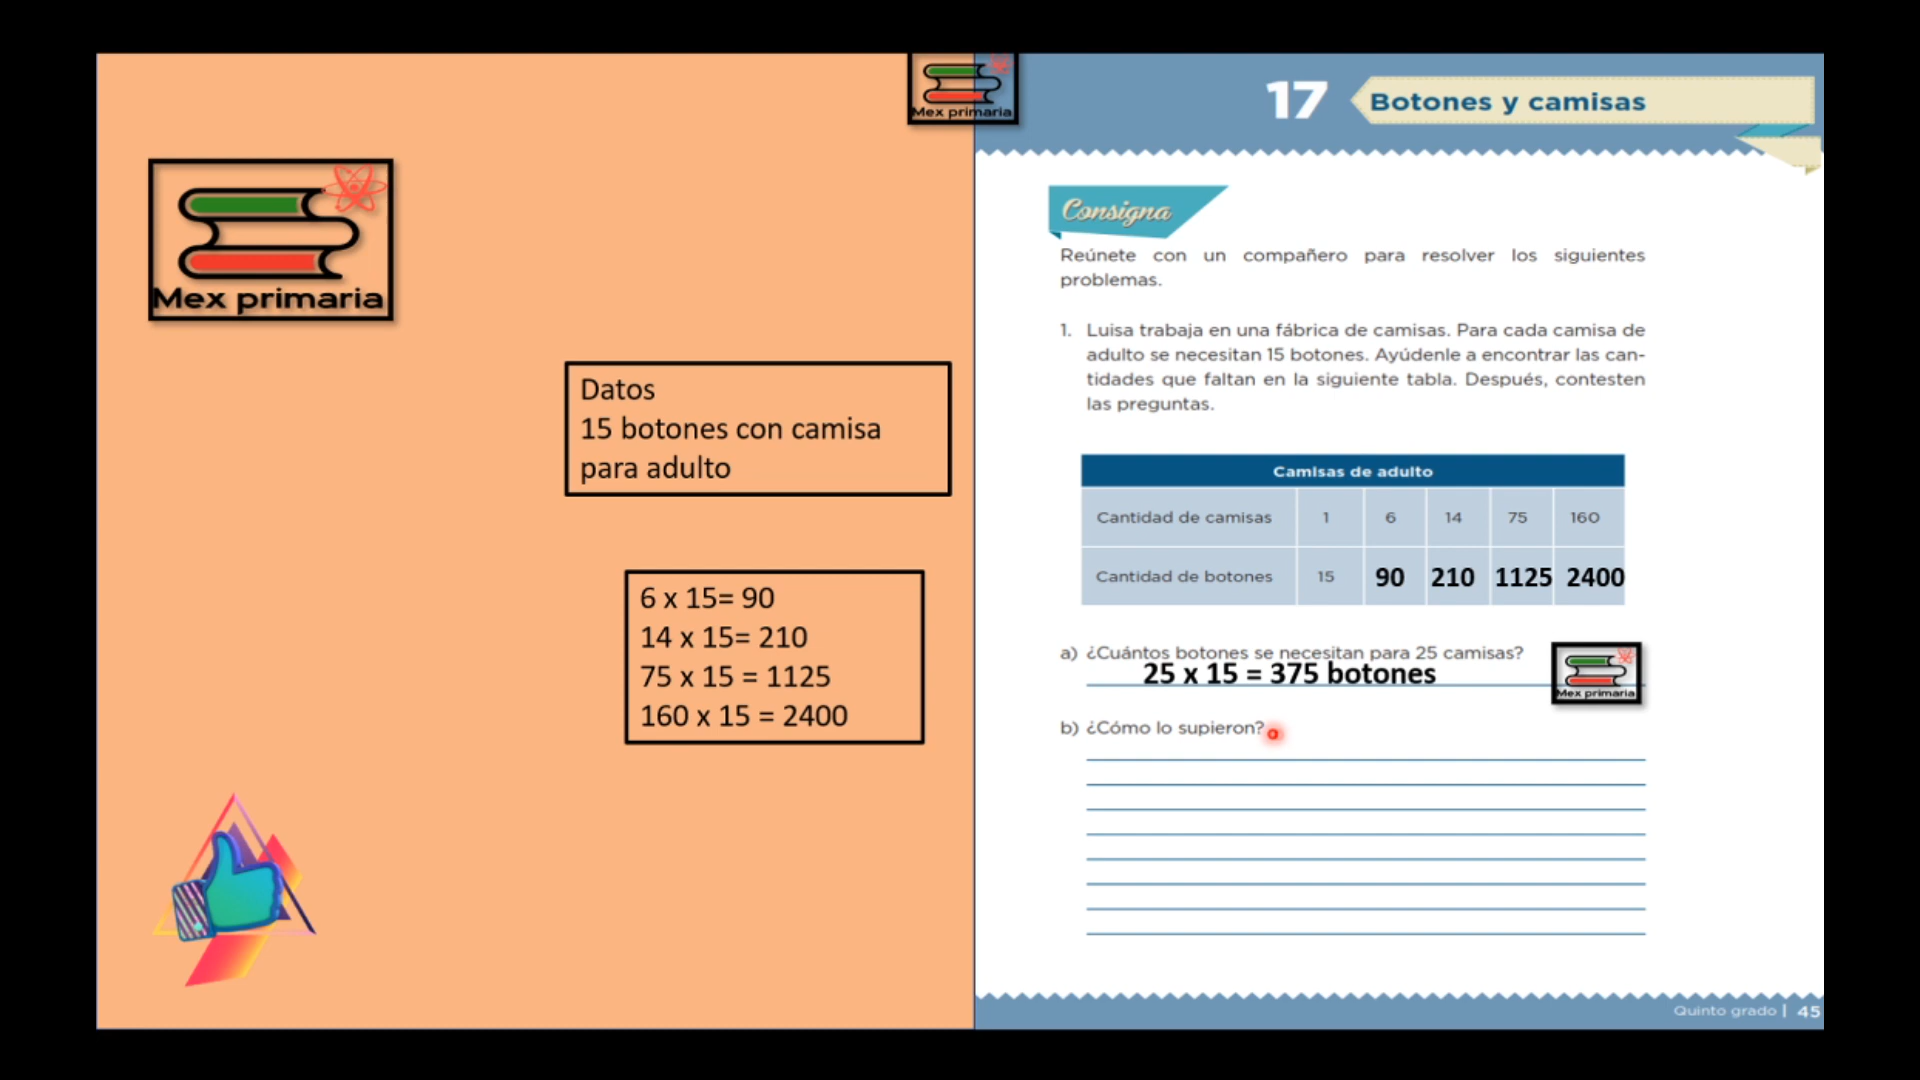 Mex primaria
Mex primaria
Datos
15 botones con camisa
para adulto
6 x 15= 90
14 x 15= 210
75 x 15 = 1125
160 x 15 = 2400
17 Botones y camisas
Consigna
Reúnete con un compañero para resolver los siguientes
problemas.
1. Luisa trabaja en una fábrica de camisas. Para cada camisa de
adulto se necesitan 15 botones. Ayúdenle a encontrar las can-
tidades que faltan en la siguiente tabla. Después, contesten
las preguntas.
Camisas de adulto
Cantidad de camisas 1 6 14 75 160
Cantidad de botones 15 90 210 1125 2400
a) ¿Cuántos botones se necesitan para 25 camisas?
25 x 15 = 375 botones
Mex primaria
b) ¿Cómo lo supieron?
Quinto grado | 45